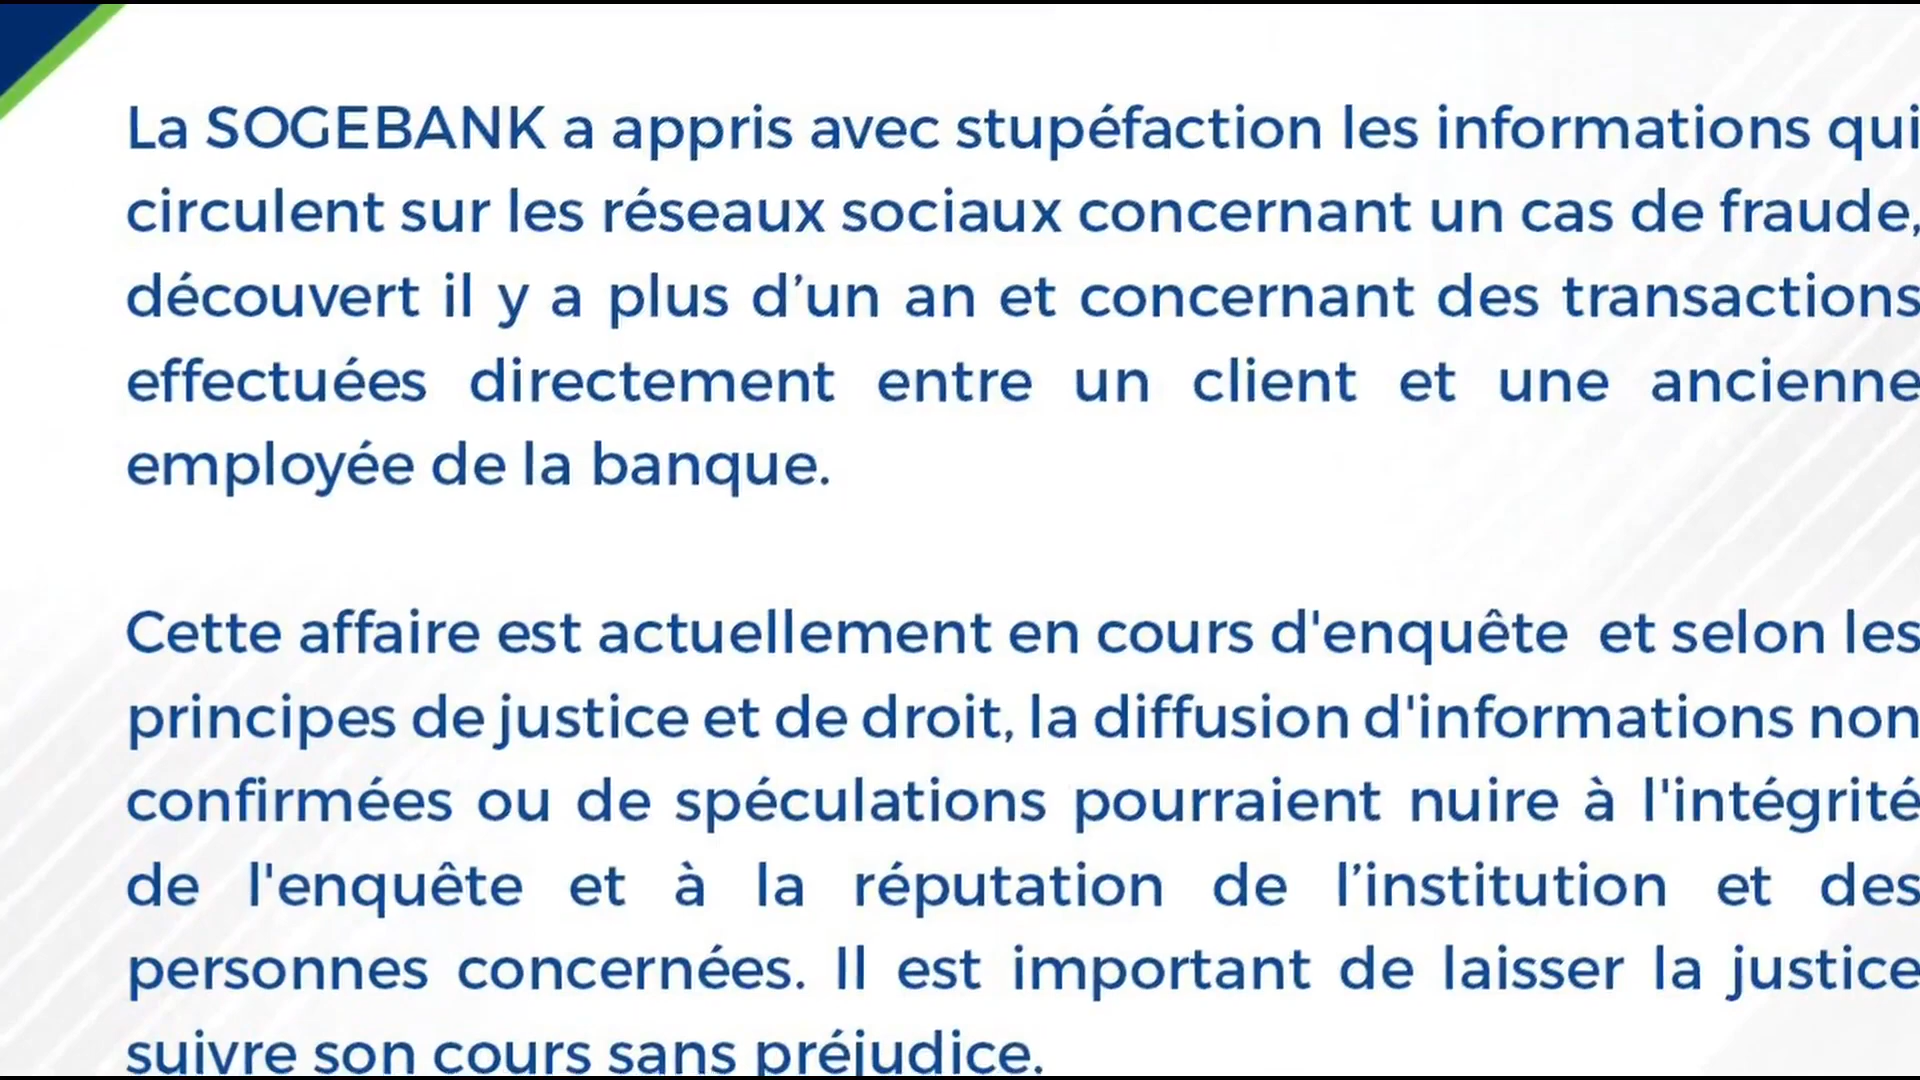 La SOGEBANK a appris avec stupéfaction les informations qui
circulent sur les réseaux sociaux concernant un cas de fraude,
découvert il y a plus d’un an et concernant des transactions
effectuées directement entre un client et une ancienne
employée de la banque.
Cette affaire est actuellement en cours d'enquête  et selon les
principes de justice et de droit, la diffusion d'informations non
confirmées ou de spéculations pourraient nuire à l'intégrité
de l'enquête et à la réputation de l’institution et des
personnes concernées. Il est important de laisser la justice
suivre son cours sans préjudice.